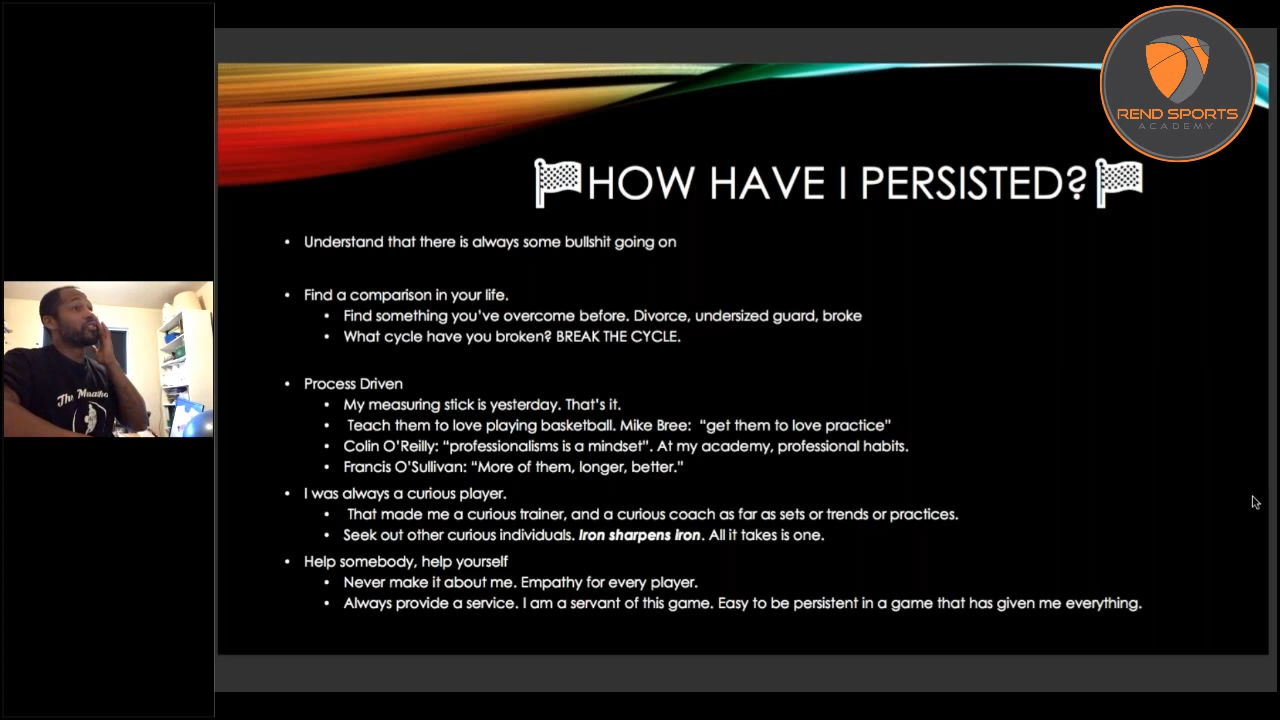 REND SPORTS
ACADEMY
HOW HAVE I PERSISTED?
• Understand that there is always some bullshit going on
• Find a comparison in your life.
• Find something you've overcome before. Divorce, undersized guard, broke
• What cycle have you broken? BREAK THE CYCLE.
• Process Driven
• My measuring stick is yesterday. That's it.
• Teach them to love playing basketball. Mike Bree: “get them to love practice”
• Colin O'Reilly: “professionalisms is a mindset”. At my academy, professional habits.
• Francis O'Sullivan: “More of them, longer, better.”
• I was always a curious player.
• That made me a curious trainer, and a curious coach as far as sets or trends or practices.
• Seek out other curious individuals. Iron sharpens Iron. All it takes is one.
• Help somebody, help yourself
• Never make it about me. Empathy for every player.
• Always provide a service. I am a servant of this game. Easy to be persistent in a game that has given me everything.